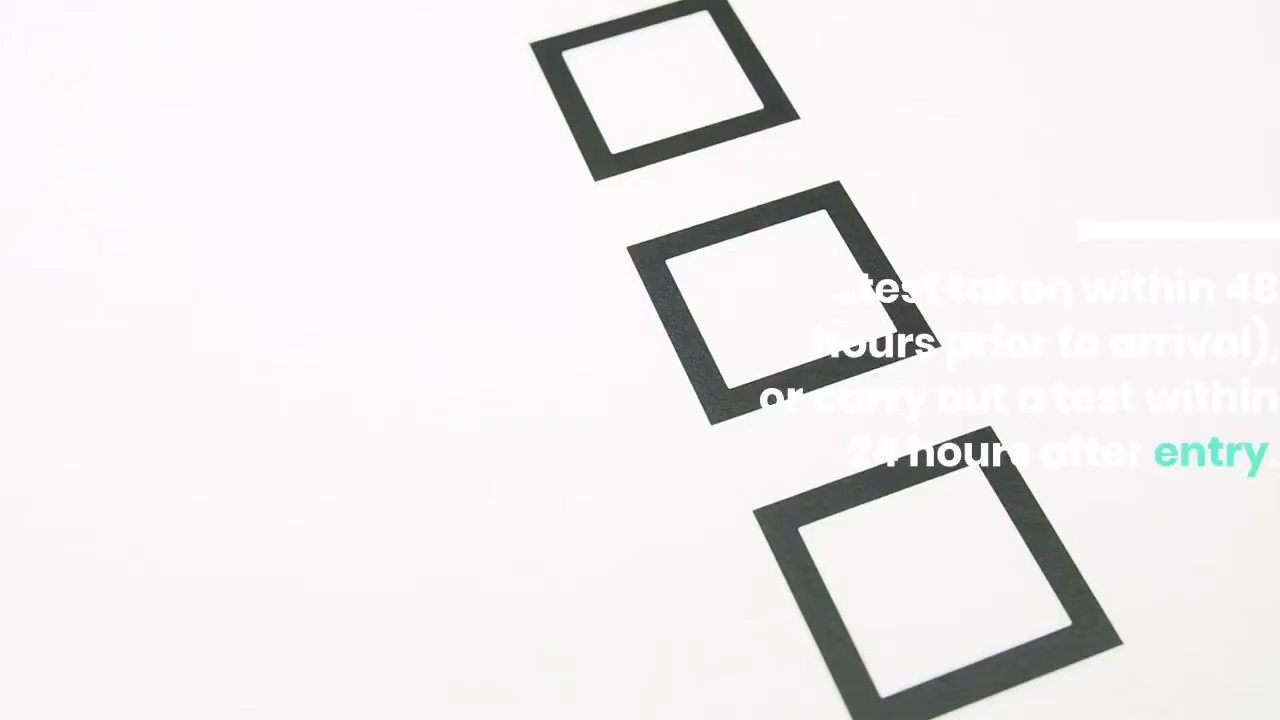 ...test taken within 48
hours prior to arrival),
or carry out a test within
24 hours after entry.